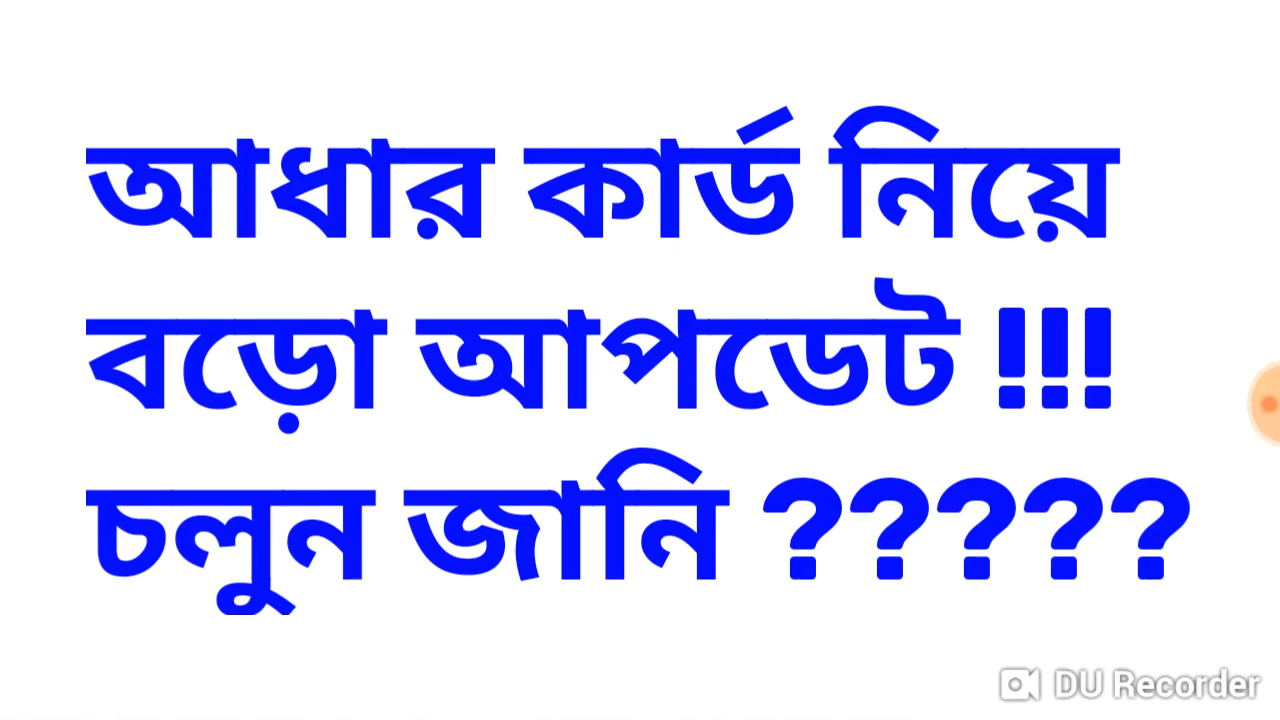 আধার কার্ড নিয়ে
বড়ো আপডেট !!!
চলুন জানি ?????
DU Recorder